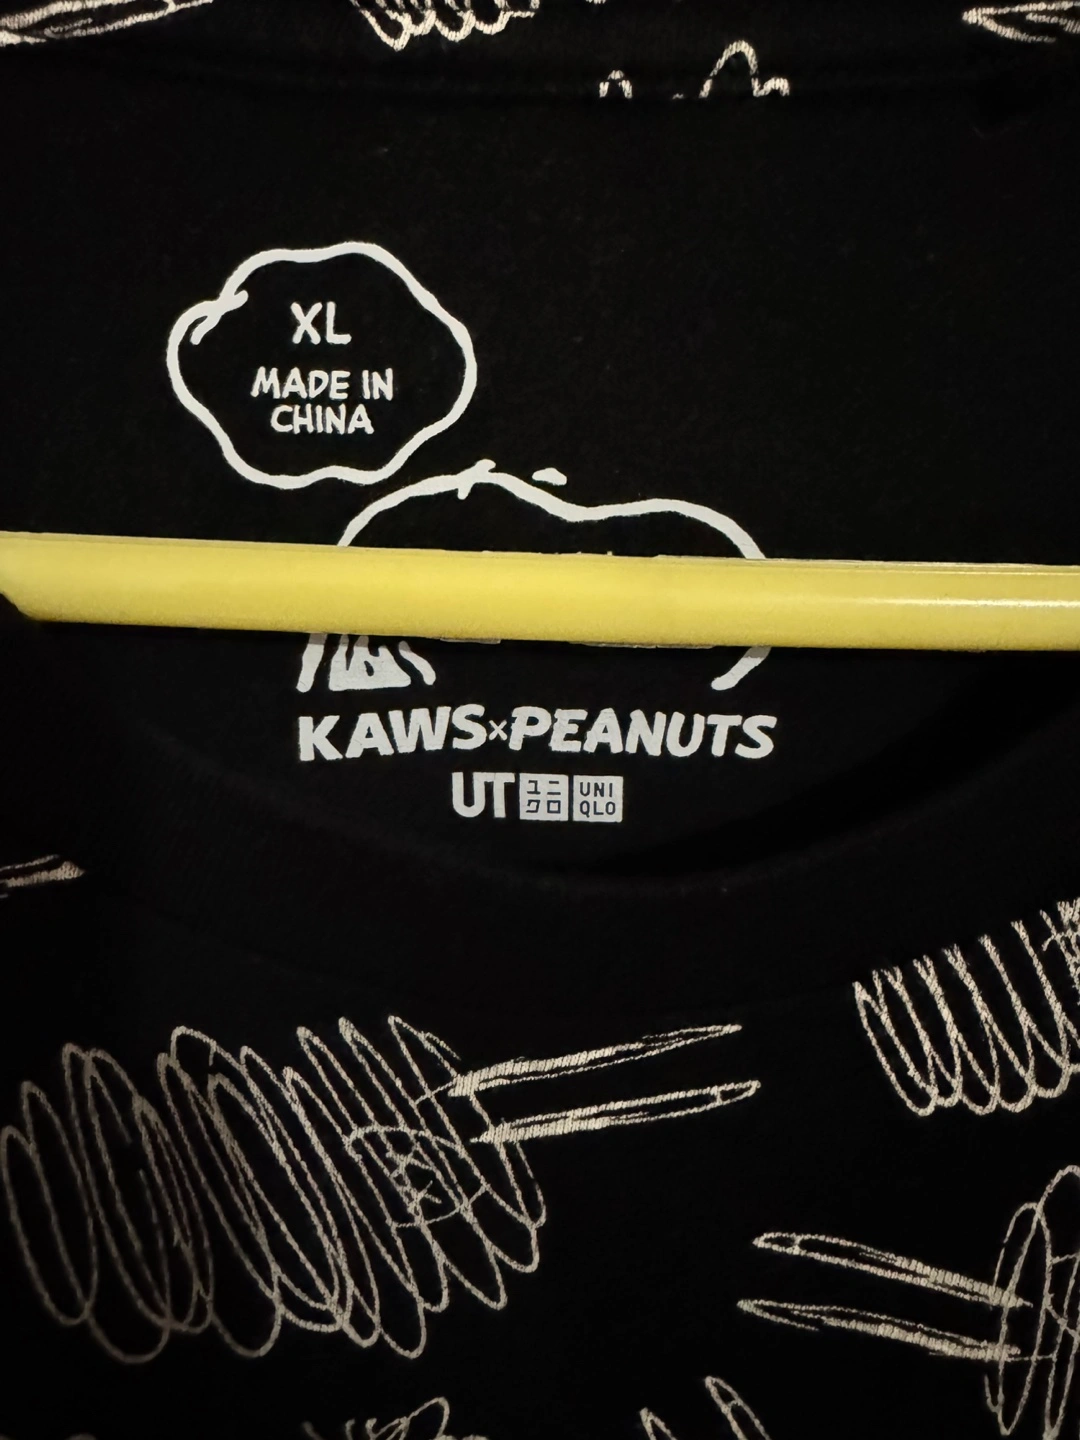 XL
MADE IN
CHINA
KAWS×PEANUTS
UT ユニクロ UNIQLO